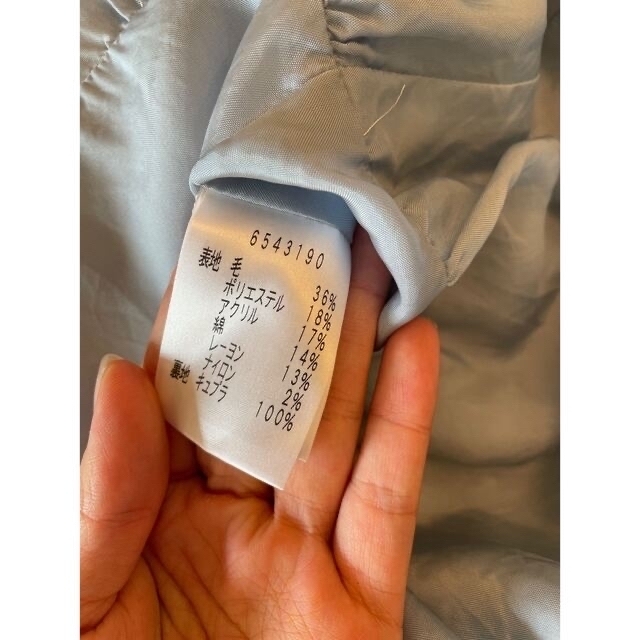 6543190
表地 毛 36%
ポリエステル 18%
アクリル 17%
綿 14%
レーヨン 13%
ナイロン 2%
裏地 キュプラ 100%